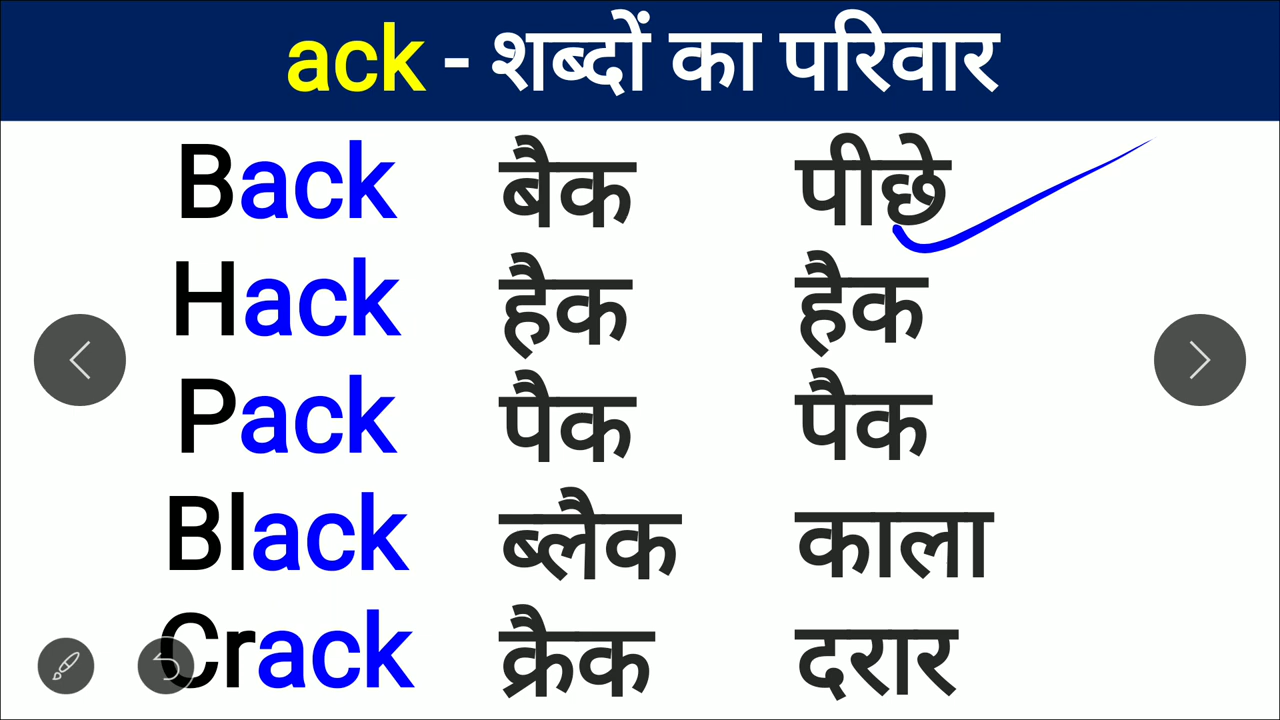 ack - शब्दों का परिवार
Back बैक पीछे
Hack हैक हैक
Pack पैक पैक
Black ब्लैक काला
Crack क्रैक दरार